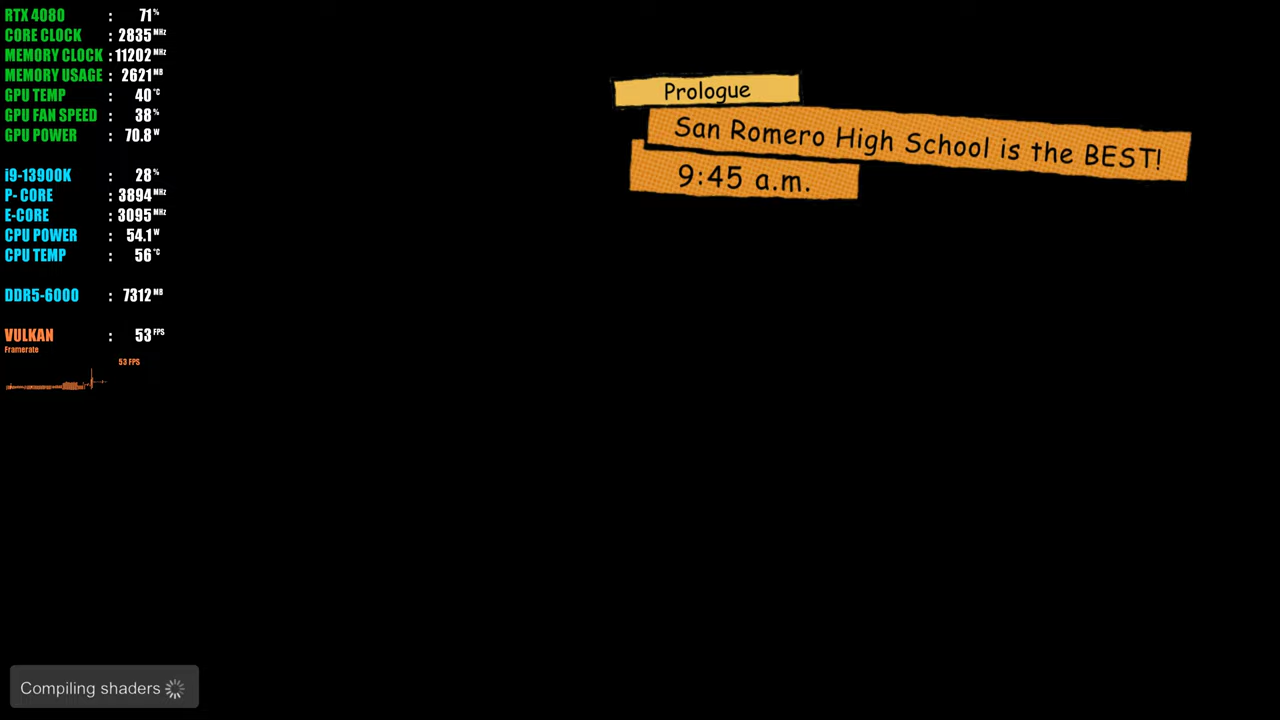 RTX 4080 : 71 %
CORE CLOCK : 2835 MHz
MEMORY CLOCK : 11202 MHz
MEMORY USAGE : 2621 MB
GPU TEMP : 40 °C
GPU FAN SPEED : 38 %
GPU POWER : 70.8 W
i9-13900K : 28 %
P- CORE : 3894 MHz
E-CORE : 3095 MHz
CPU POWER : 54.1 W
CPU TEMP : 56 °C
DDR5-6000 : 7312 MB
VULKAN : 53 FPS
Framerate
53 FPS
Prologue
San Romero High School is the BEST!
9:45 a.m.
Compiling shaders